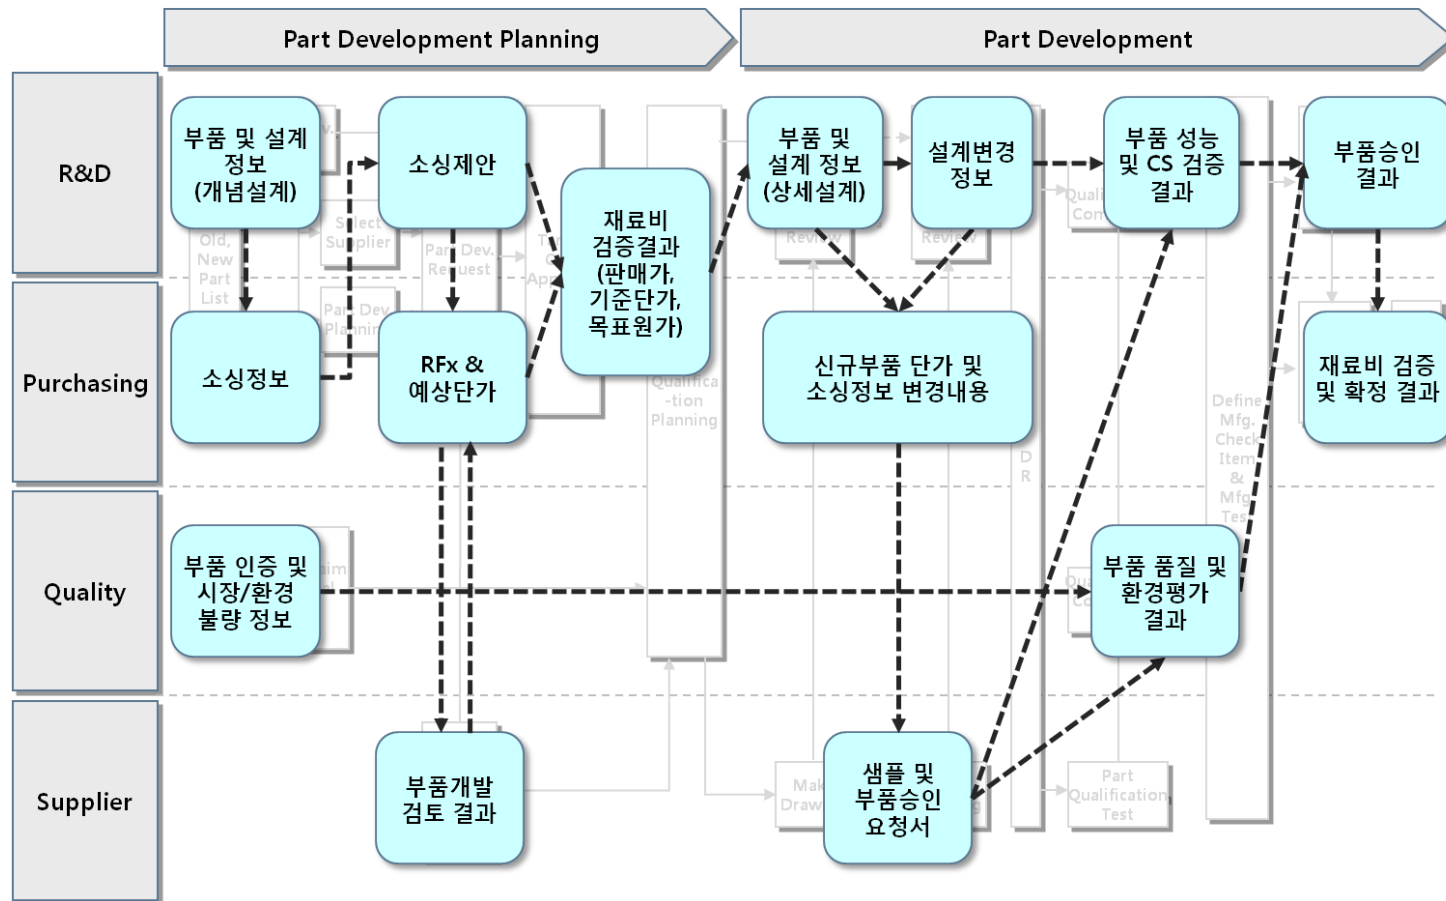 Part Development Planning
Part Development
R&D
부품 및 설계
정보
(개념설계)
소싱제안
재료비
검증결과
(판매가,
기준단가,
목표원가)
부품 및
설계 정보
(상세설계)
설계변경
정보
부품 성능
및 CS 검증
결과
부품승인
결과
Old,
New
Part
List
Select
Supplier
Part Dev.
Request
Review
Review
Purchasing
소싱정보
Part Dev.
Planning
RFx &
예상단가
Qualifica
-tion
Planning
신규부품 단가 및
소싱정보 변경내용
D
R
Define
Mfg.
Check
Item
&
Mfg.
Test
재료비 검증
및 확정 결과
Quality
부품 인증 및
시장/환경
불량 정보
부품 품질 및
환경평가
결과
Supplier
부품개발
검토 결과
샘플 및
부품승인
요청서
Part
Qualification
Test